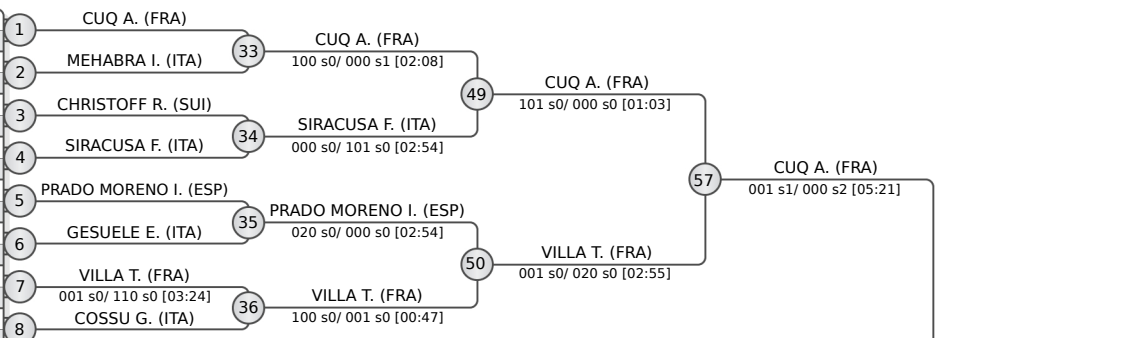 1
CUQ A. (FRA)
2
MEHABRA I. (ITA)
33
CUQ A. (FRA)
100 s0/ 000 s1 [02:08]
3
CHRISTOFF R. (SUI)
4
SIRACUSA F. (ITA)
34
SIRACUSA F. (ITA)
000 s0/ 101 s0 [02:54]
49
CUQ A. (FRA)
101 s0/ 000 s0 [01:03]
5
PRADO MORENO I. (ESP)
6
GESUELE E. (ITA)
35
PRADO MORENO I. (ESP)
020 s0/ 000 s0 [02:54]
7
VILLA T. (FRA)
001 s0/ 110 s0 [03:24]
8
COSSU G. (ITA)
36
VILLA T. (FRA)
100 s0/ 001 s0 [00:47]
50
VILLA T. (FRA)
001 s0/ 020 s0 [02:55]
57
CUQ A. (FRA)
001 s1/ 000 s2 [05:21]